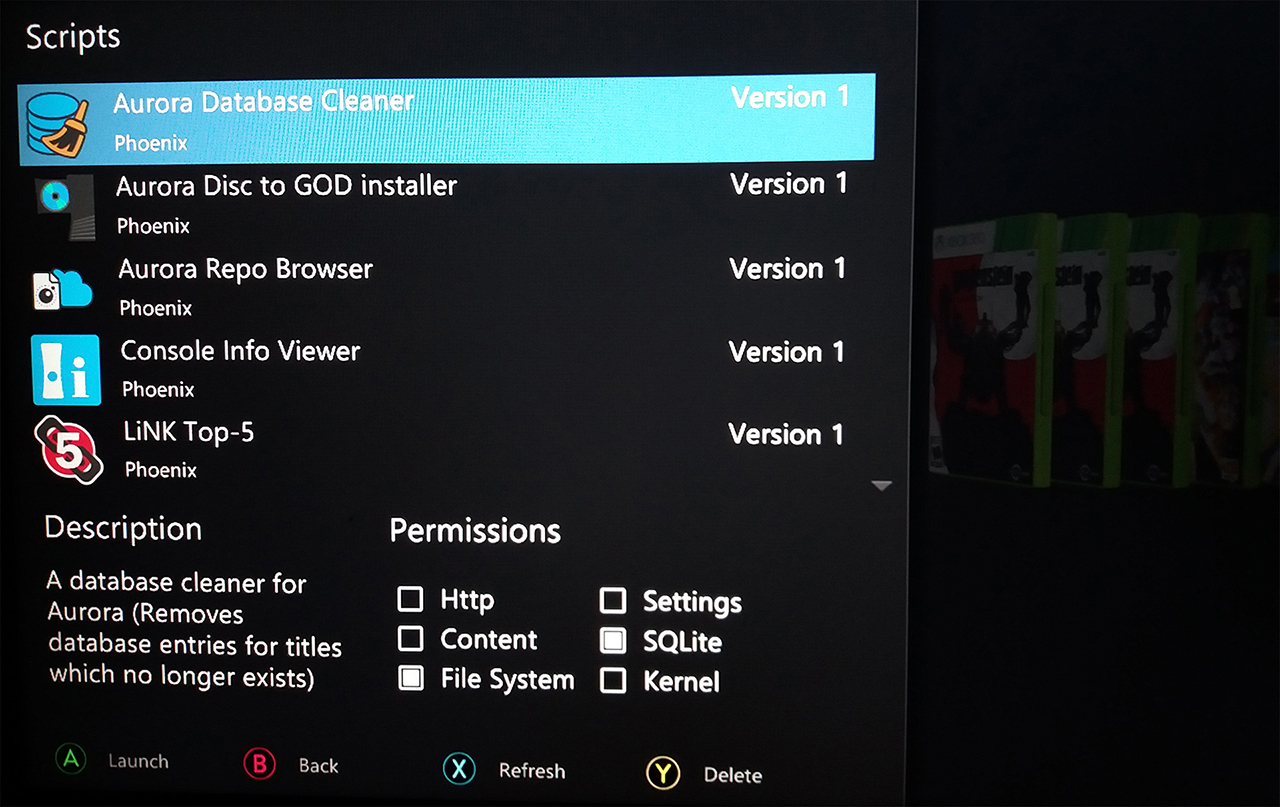 Scripts
Aurora Database Cleaner
Version 1
Phoenix
Aurora Disc to GOD installer
Version 1
Phoenix
Aurora Repo Browser
Version 1
Phoenix
Console Info Viewer
Version 1
Phoenix
5
LiNK Top-5
Version 1
Phoenix
Description
Permissions
A database cleaner for
Aurora (Removes
database entries for titles
which no longer exists)
Http
Settings
Content
SQLite
File System
Kernel
A Launch
B Back
X Refresh
Y Delete